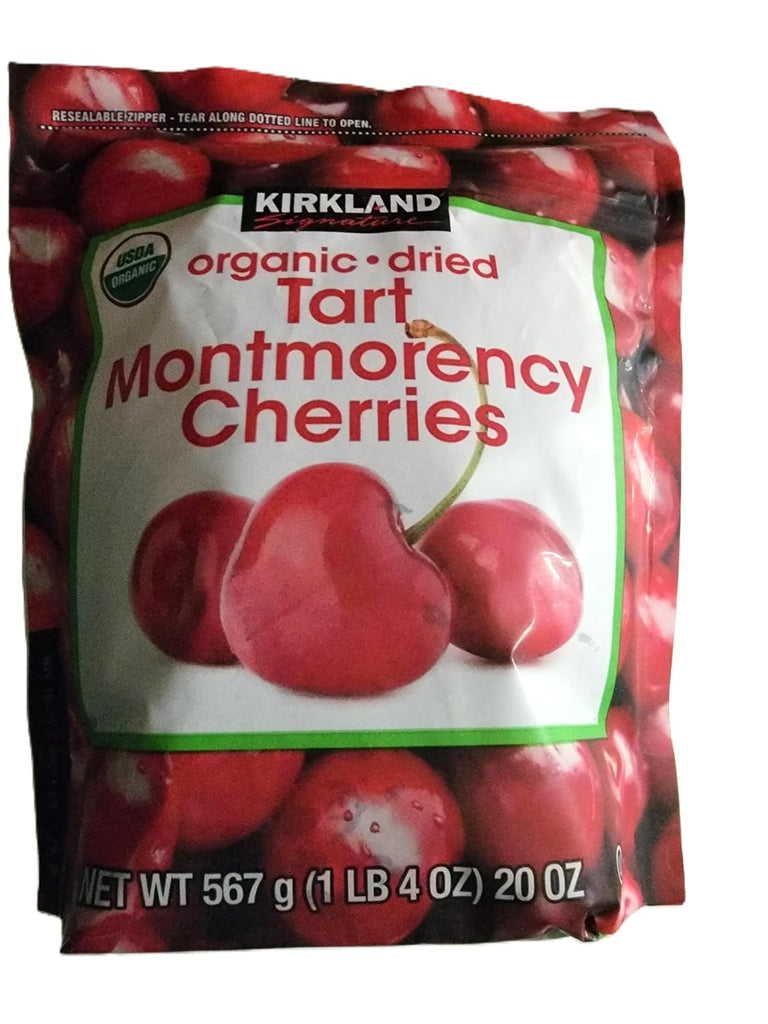 RESEALABLE ZIPPER - TEAR ALONG DOTTED LINE TO OPEN.
KIRKLAND
Signature
USDA
ORGANIC
organic • dried
Tart
Montmorency
Cherries
NET WT 567 g (1 LB 4 OZ) 20 OZ